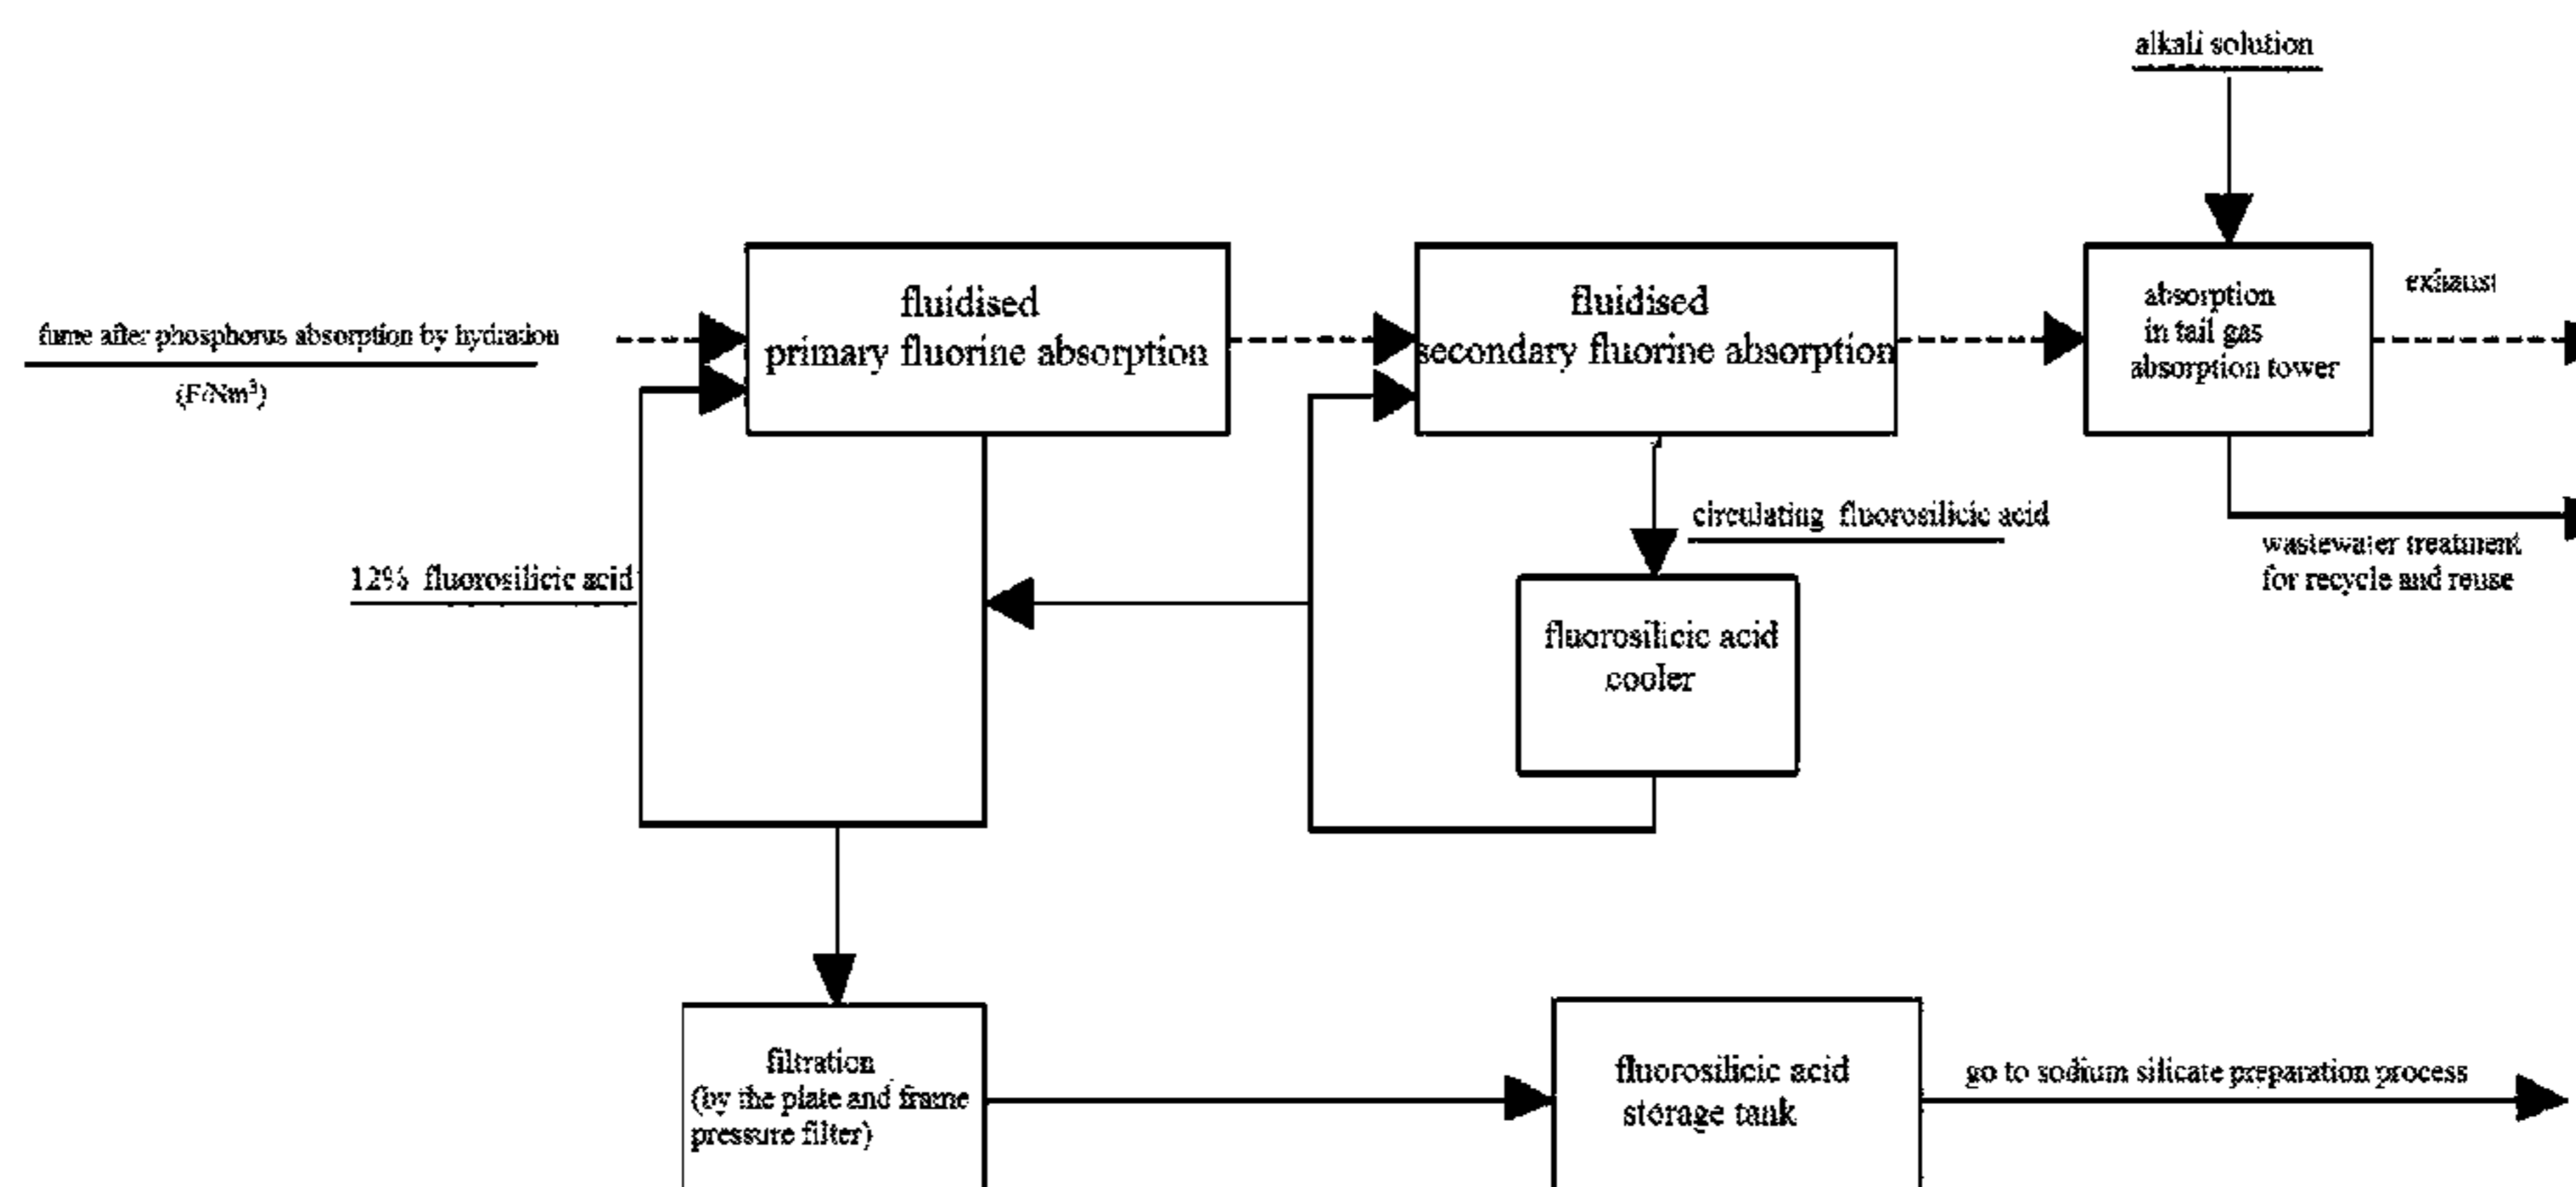 alkali solution
fluidised
primary fluorine absorption
fluidised
secondary fluorine absorption
absorption
in tail gas
absorption tower
exhaust
fume after phosphorus absorption by hydration
(F/Nm³)
circulating fluorosilicic acid
wastewater treatment
for recycle and reuse
12% fluorosilicic acid
fluorosilicic acid
cooler
filtration
(by the plate and frame
pressure filter)
fluorosilicic acid
storage tank
go to sodium silicate preparation process